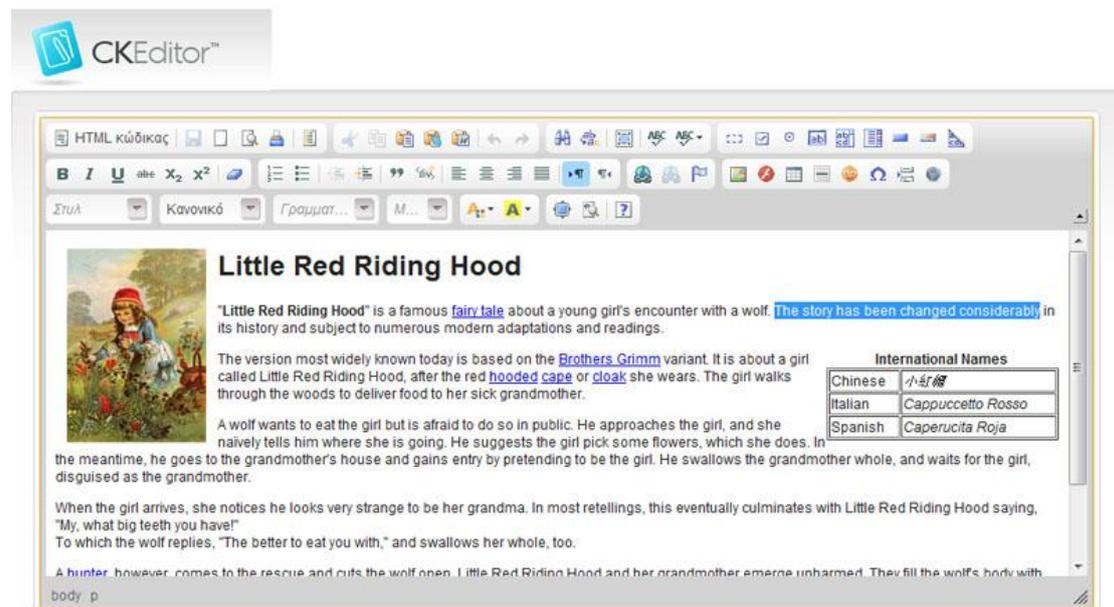 CKEditor™
HTML κώδικας
B I U abc X₂ X²
Στυλ Κανονικό Γραμματ... M... A A
Little Red Riding Hood
"Little Red Riding Hood" is a famous fairy tale about a young girl's encounter with a wolf. The story has been changed considerably in
its history and subject to numerous modern adaptations and readings.
The version most widely known today is based on the Brothers Grimm variant. It is about a girl
called Little Red Riding Hood, after the red hooded cape or cloak she wears. The girl walks
through the woods to deliver food to her sick grandmother.
International Names
Chinese 小紅帽
Italian Cappuccetto Rosso
Spanish Caperucita Roja
A wolf wants to eat the girl but is afraid to do so in public. He approaches the girl, and she
naïvely tells him where she is going. He suggests the girl pick some flowers, which she does. In
the meantime, he goes to the grandmother's house and gains entry by pretending to be the girl. He swallows the grandmother whole, and waits for the girl,
disguised as the grandmother.
When the girl arrives, she notices he looks very strange to be her grandma. In most retellings, this eventually culminates with Little Red Riding Hood saying,
"My, what big teeth you have!"
To which the wolf replies, "The better to eat you with," and swallows her whole, too.
A hunter, however, comes to the rescue and cuts the wolf open. Little Red Riding Hood and her grandmother emerge unharmed. They fill the wolf's body with
body p